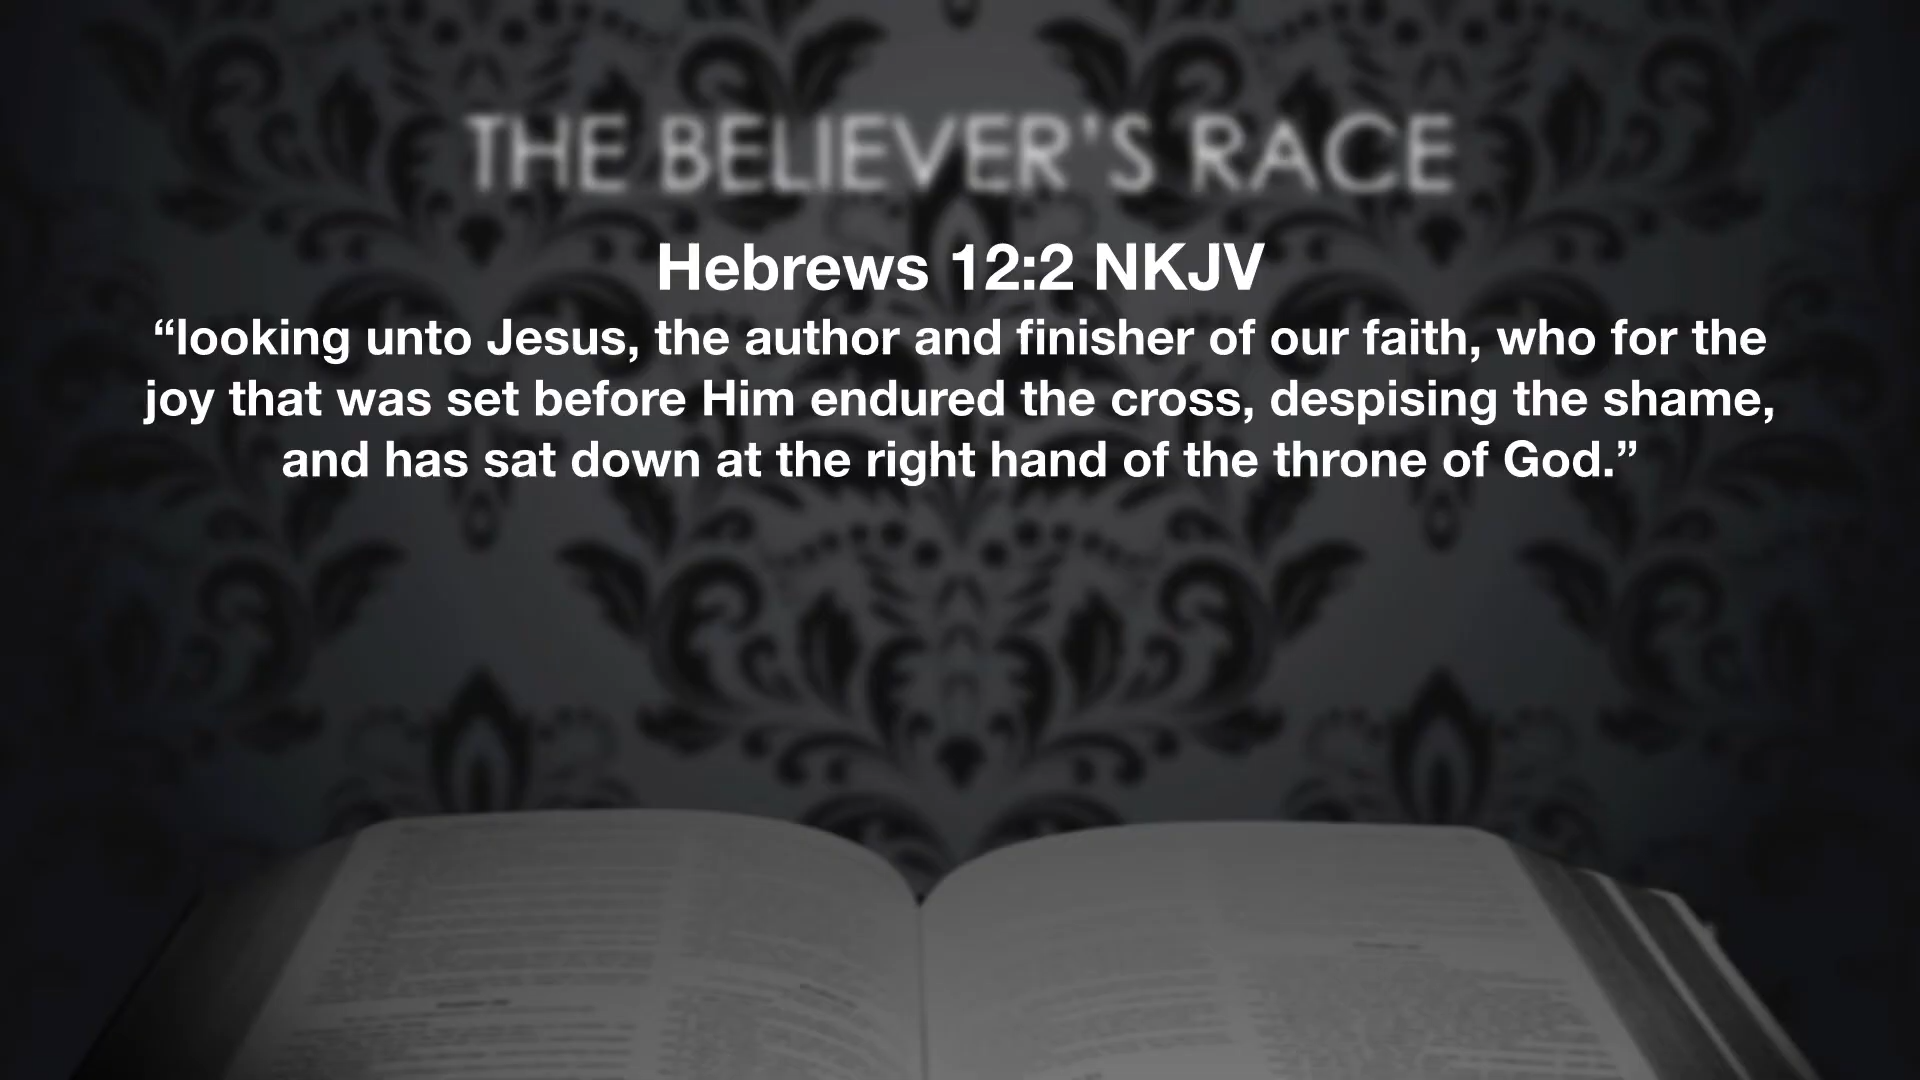 THE BELIEVER’S RACE
Hebrews 12:2 NKJV
“looking unto Jesus, the author and finisher of our faith, who for the
joy that was set before Him endured the cross, despising the shame,
and has sat down at the right hand of the throne of God.”